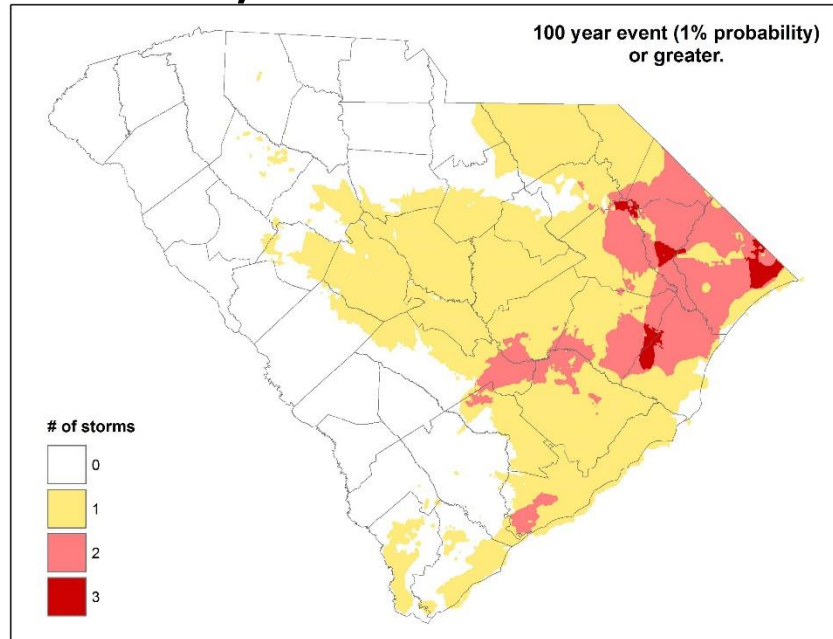 100 year event (1% probability)
or greater.
# of storms
0
1
2
3